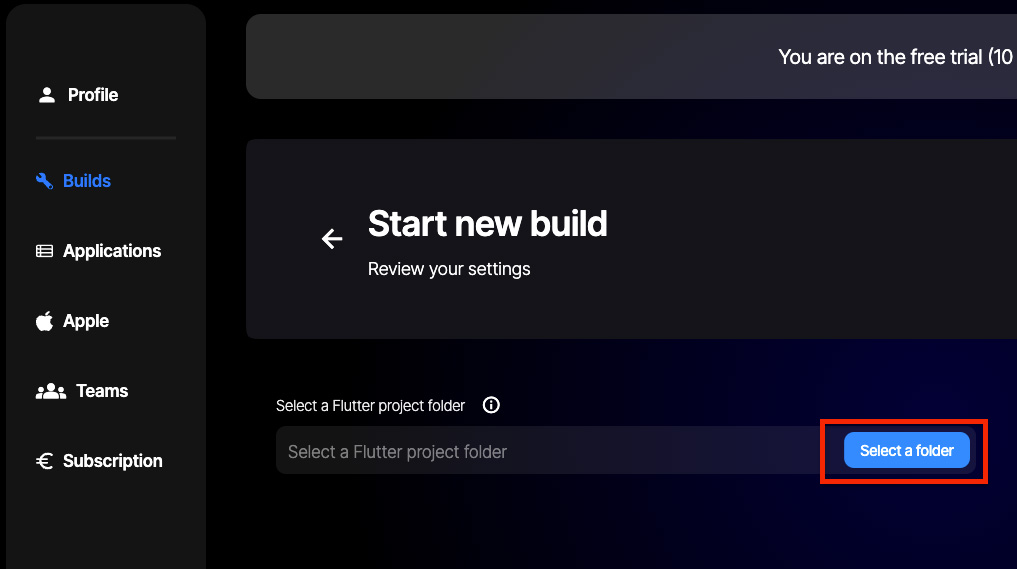 Profile
Builds
Applications
Apple
Teams
Subscription
You are on the free trial (10
Start new build
Review your settings
Select a Flutter project folder
Select a Flutter project folder
Select a folder